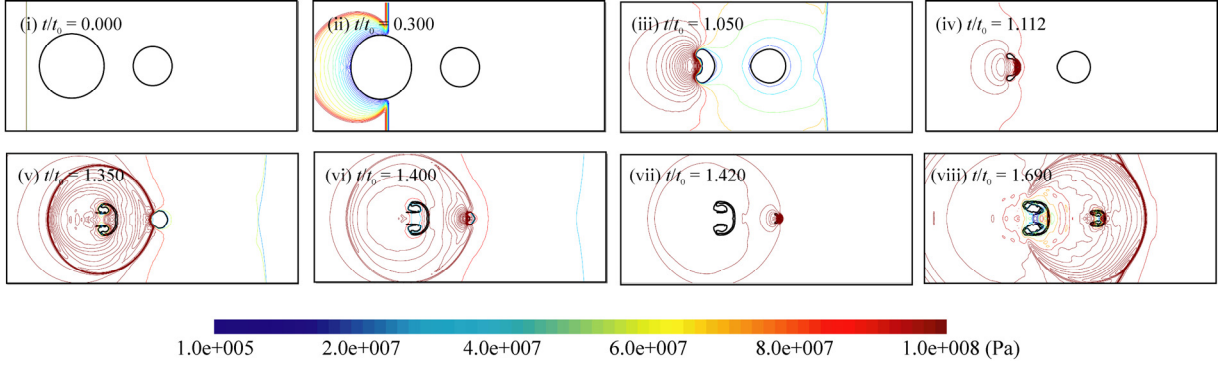 (i) t/t₀ = 0.000
(ii) t/t₀ = 0.300
(iii) t/t₀ = 1.050
(iv) t/t₀ = 1.112
(v) t/t₀ = 1.350
(vi) t/t₀ = 1.400
(vii) t/t₀ = 1.420
(viii) t/t₀ = 1.690
1.0e+005 2.0e+007 4.0e+007 6.0e+007 8.0e+007 1.0e+008 (Pa)